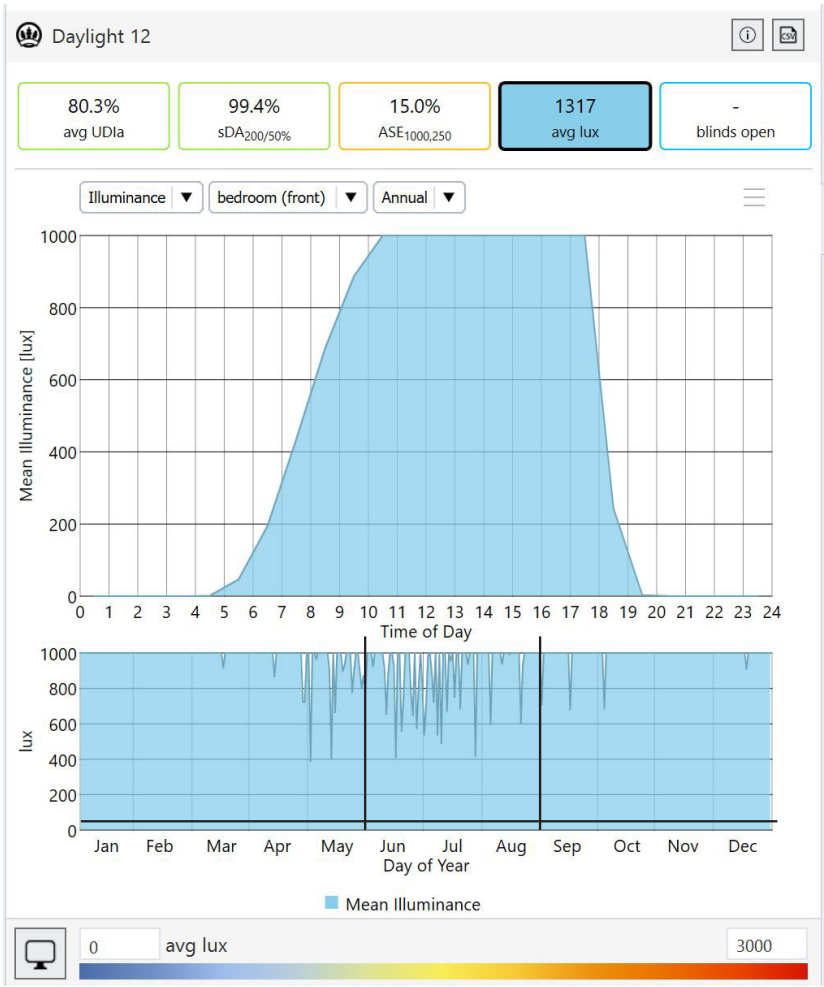 Daylight 12
CSV
80.3% 99.4% 15.0% 1317 -
avg UDIa sDA200/50% ASE1000,250 avg lux blinds open
Illuminance ▼ bedroom (front) ▼ Annual ▼
1000
800
600
400
200
0
Mean Illuminance [lux]
0 1 2 3 4 5 6 7 8 9 10 11 12 13 14 15 16 17 18 19 20 21 22 23 24
Time of Day
1000
800
600
400
200
0
lux
Jan Feb Mar Apr May Jun Jul Aug Sep Oct Nov Dec
Day of Year
Mean Illuminance
0 avg lux 3000